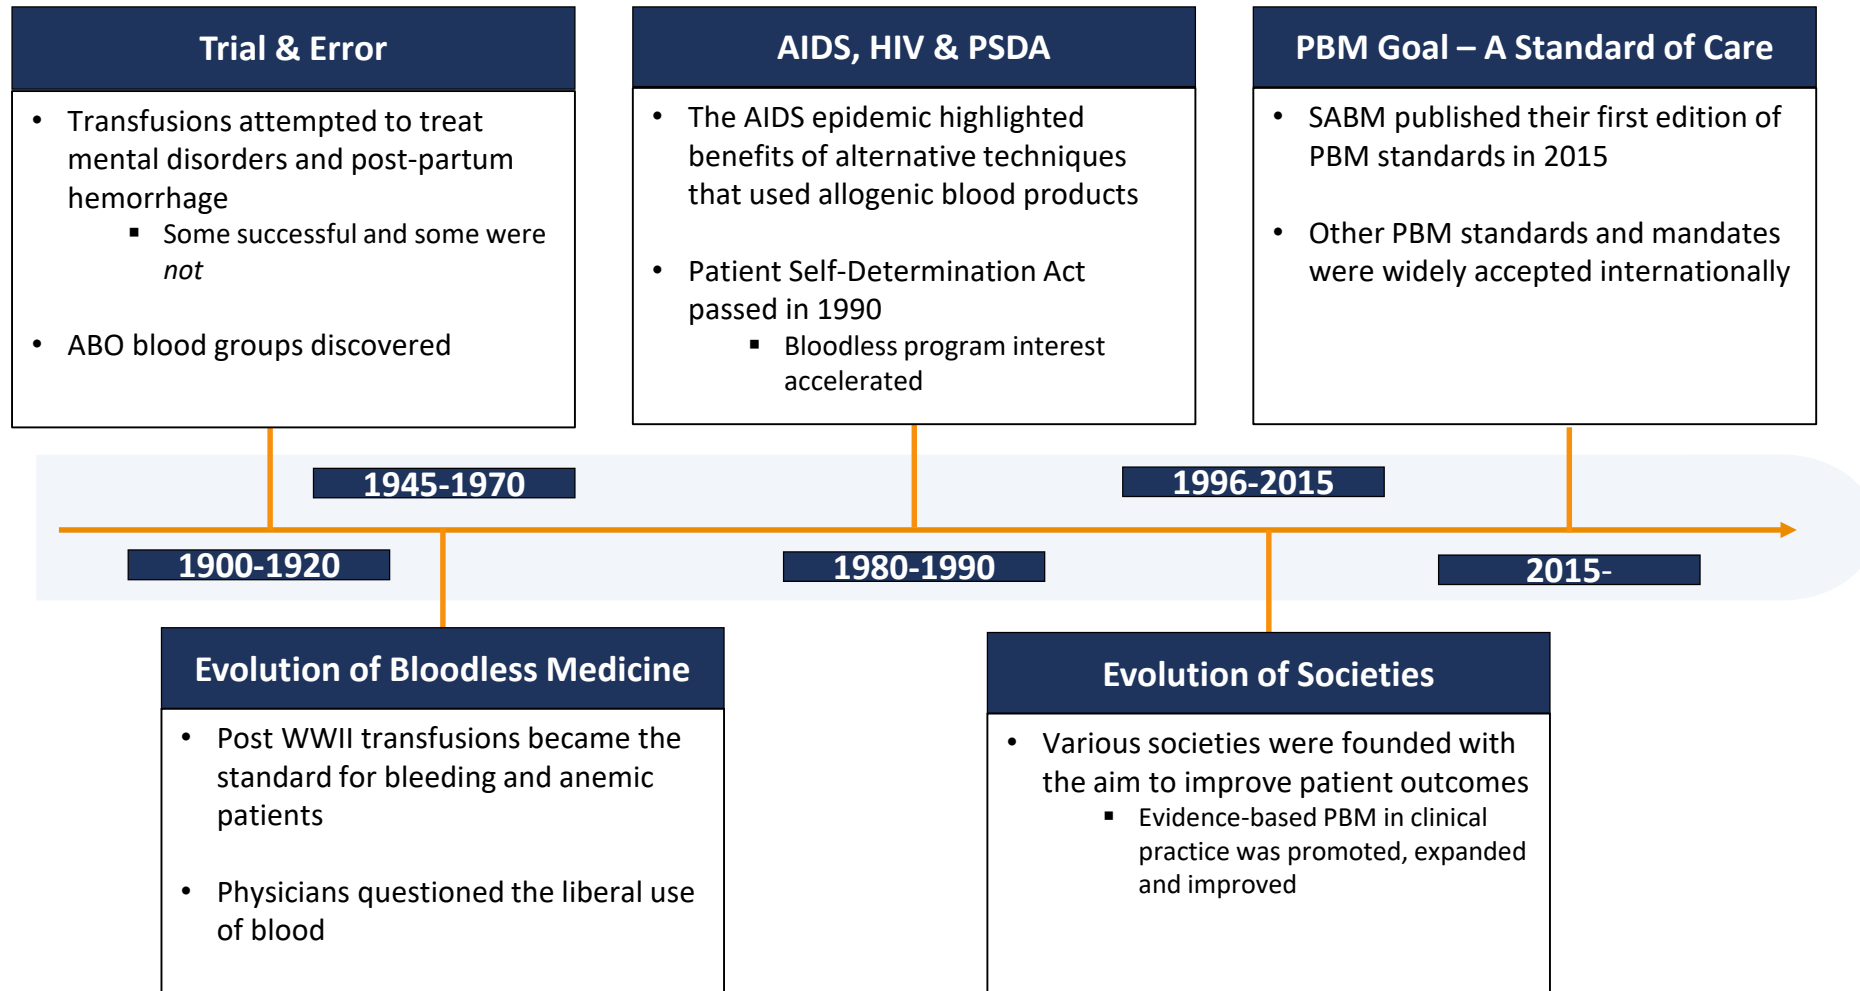 Trial & Error
• Transfusions attempted to treat
mental disorders and post-partum
hemorrhage
▪ Some successful and some were
not
• ABO blood groups discovered
AIDS, HIV & PSDA
• The AIDS epidemic highlighted
benefits of alternative techniques
that used allogenic blood products
• Patient Self-Determination Act
passed in 1990
▪ Bloodless program interest
accelerated
PBM Goal – A Standard of Care
• SABM published their first edition of
PBM standards in 2015
• Other PBM standards and mandates
were widely accepted internationally
1945-1970
1996-2015
1900-1920
1980-1990
2015-
Evolution of Bloodless Medicine
• Post WWII transfusions became the
standard for bleeding and anemic
patients
• Physicians questioned the liberal use
of blood
Evolution of Societies
• Various societies were founded with
the aim to improve patient outcomes
▪ Evidence-based PBM in clinical
practice was promoted, expanded
and improved